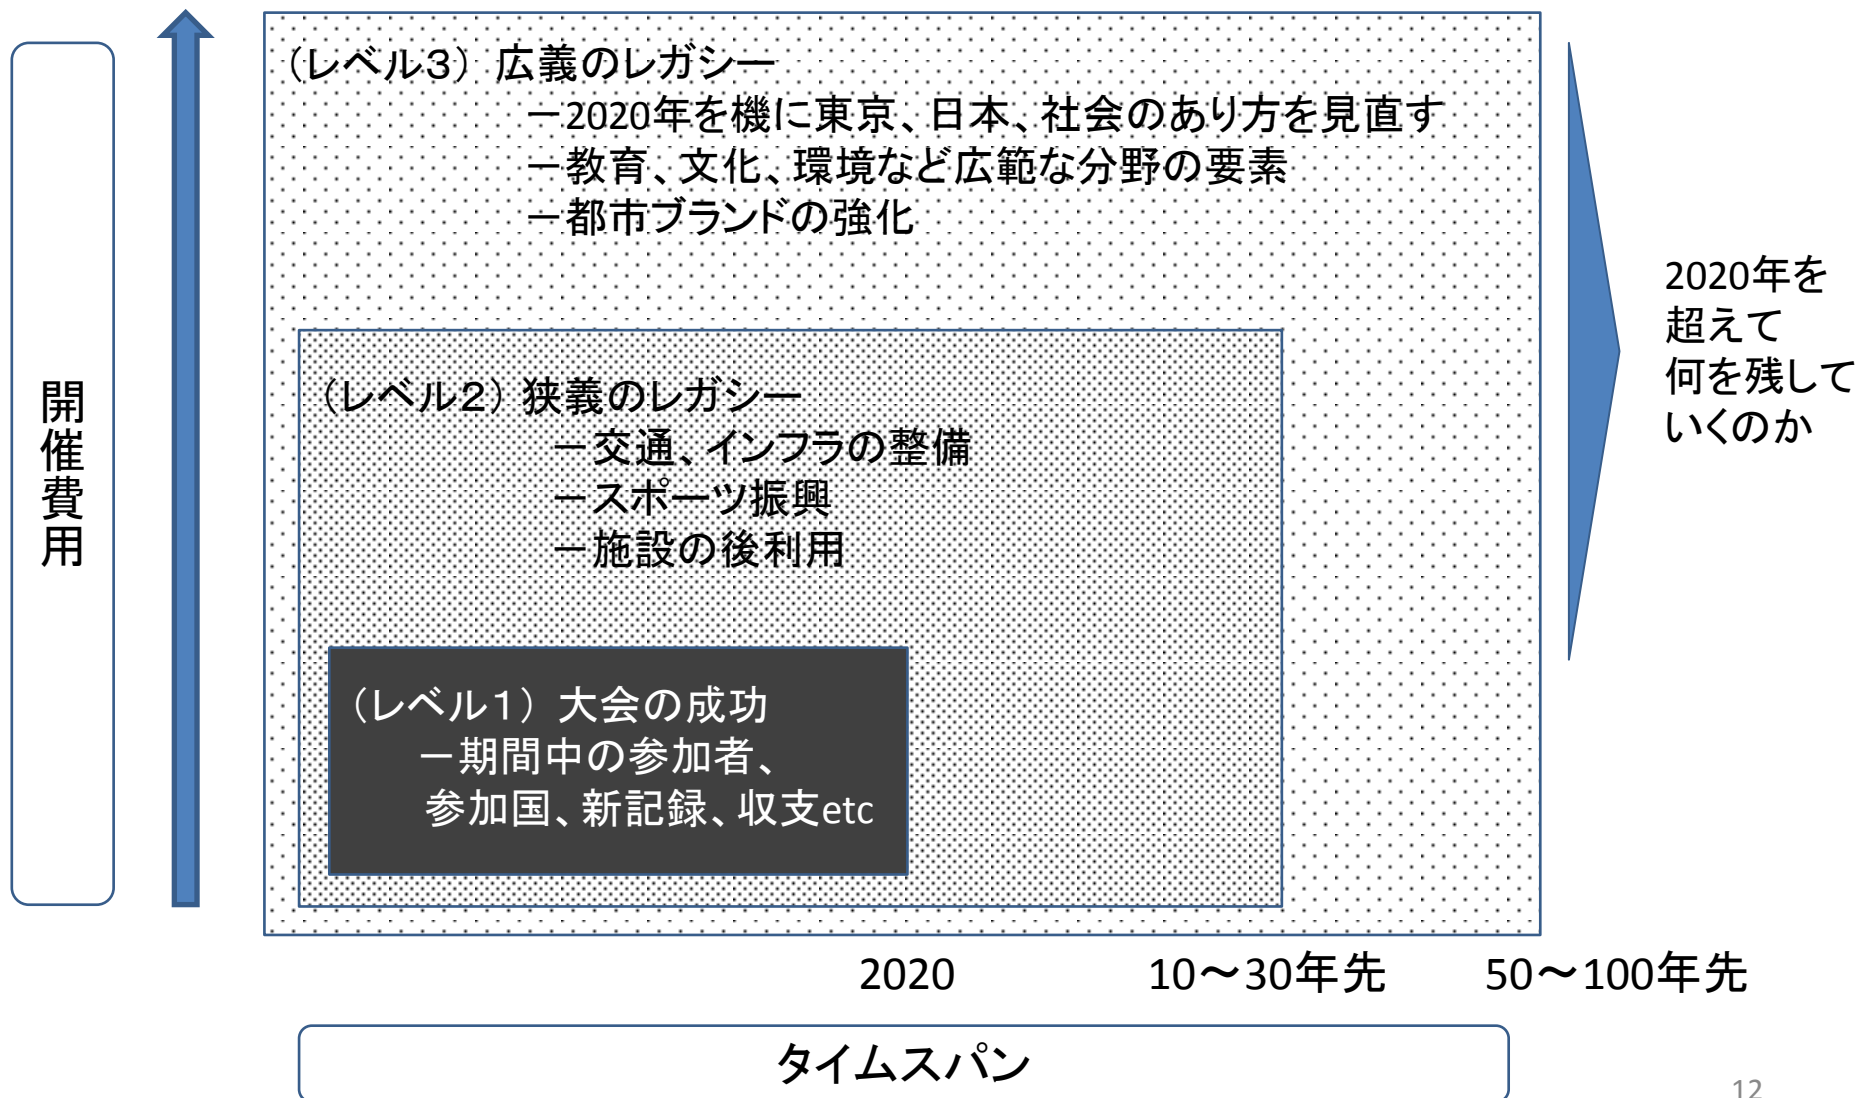 開催費用
（レベル３） 広義のレガシー
－2020年を機に東京、日本、社会のあり方を見直す
－教育、文化、環境など広範な分野の要素
－都市ブランドの強化
（レベル２） 狭義のレガシー
－交通、インフラの整備
－スポーツ振興
－施設の後利用
（レベル１） 大会の成功
－期間中の参加者、
参加国、新記録、収支etc
2020年を
超えて
何を残して
いくのか
2020
10～30年先
50～100年先
タイムスパン
12